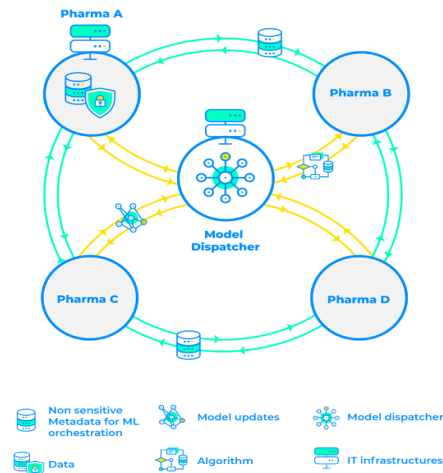 Pharma A
Pharma B
Model
Dispatcher
Pharma C
Pharma D
Non sensitive
Metadata for ML
orchestration
Model updates
Model dispatcher
Data
Algorithm
IT infrastructures